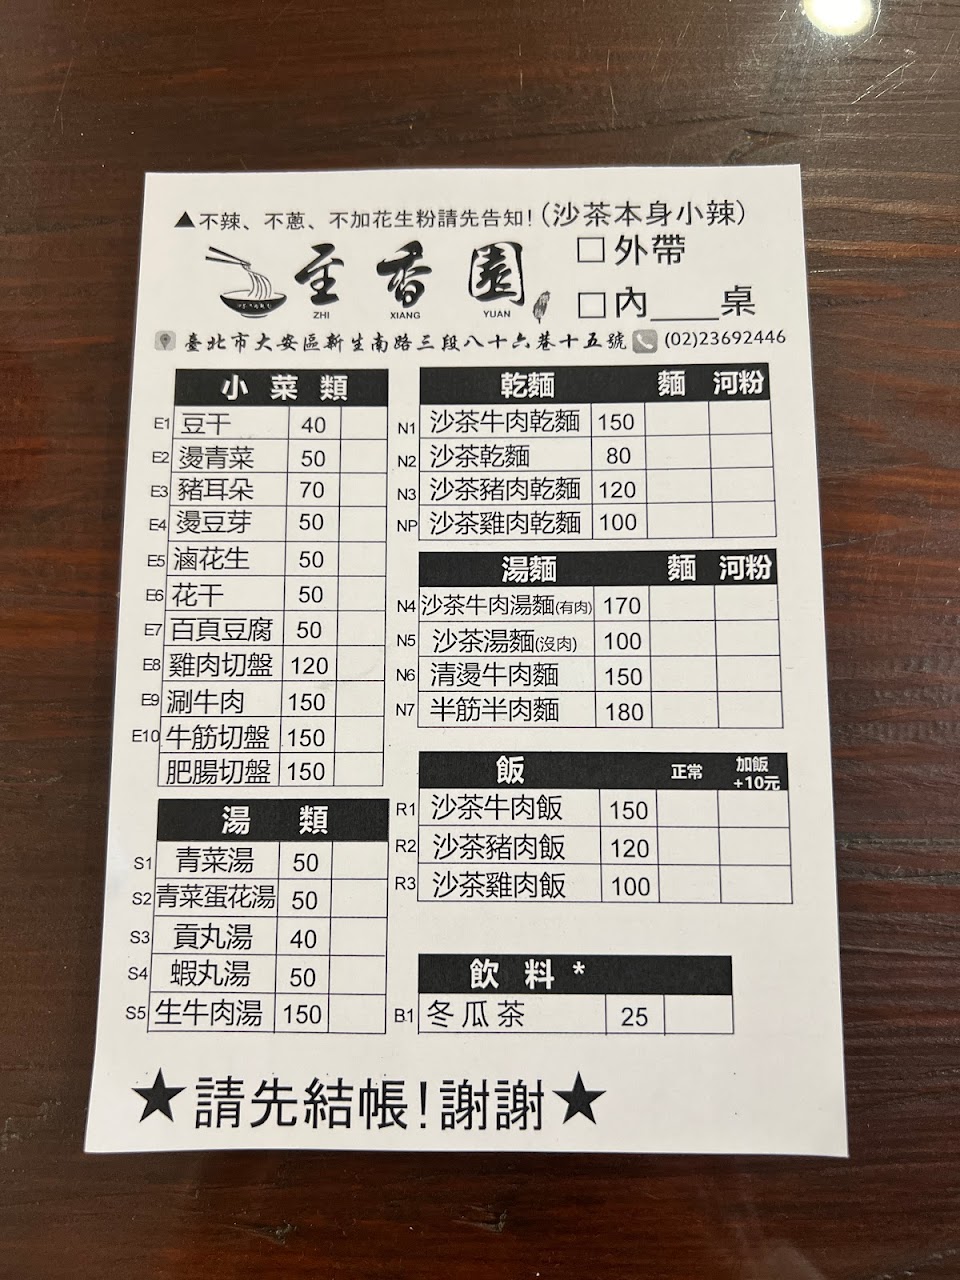 ▲不辣、不蔥、不加花生粉請先告知!(沙茶本身小辣)
至香園
ZHI XIANG YUAN
□外帶
□內____桌
臺北市大安區新生南路三段八十六巷十五號 (02)23692446
小菜類
E1 豆干 40
E2 燙青菜 50
E3 豬耳朵 70
E4 燙豆芽 50
E5 滷花生 50
E6 花干 50
E7 百頁豆腐 50
E8 雞肉切盤 120
E9 涮牛肉 150
E10 牛筋切盤 150
肥腸切盤 150
湯類
S1 青菜湯 50
S2 青菜蛋花湯 50
S3 貢丸湯 40
S4 蝦丸湯 50
S5 生牛肉湯 150
乾麵 麵 河粉
N1 沙茶牛肉乾麵 150
N2 沙茶乾麵 80
N3 沙茶豬肉乾麵 120
NP 沙茶雞肉乾麵 100
湯麵 麵 河粉
N4 沙茶牛肉湯麵(有肉) 170
N5 沙茶湯麵(沒肉) 100
N6 清燙牛肉麵 150
N7 半筋半肉麵 180
飯 正常 加飯+10元
R1 沙茶牛肉飯 150
R2 沙茶豬肉飯 120
R3 沙茶雞肉飯 100
飲料*
B1 冬瓜茶 25
★請先結帳!謝謝★